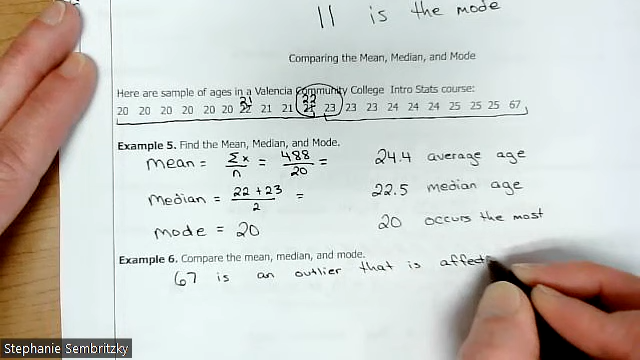 11 is the mode
Comparing the Mean, Median, and Mode
Here are sample of ages in a Valencia Community College Intro Stats course:
20 20 20 20 20 20 21 21 21 22 23 23 23 24 24 24 25 25 25 67
Example 5. Find the Mean, Median, and Mode.
mean = Σx/n = 488/20 = 24.4 average age
Median = 22 + 23/2 = 22.5 median age
mode = 20 20 occurs the most
Example 6. Compare the mean, median, and mode.
67 is an outlier that is affect
Stephanie Sembritzky